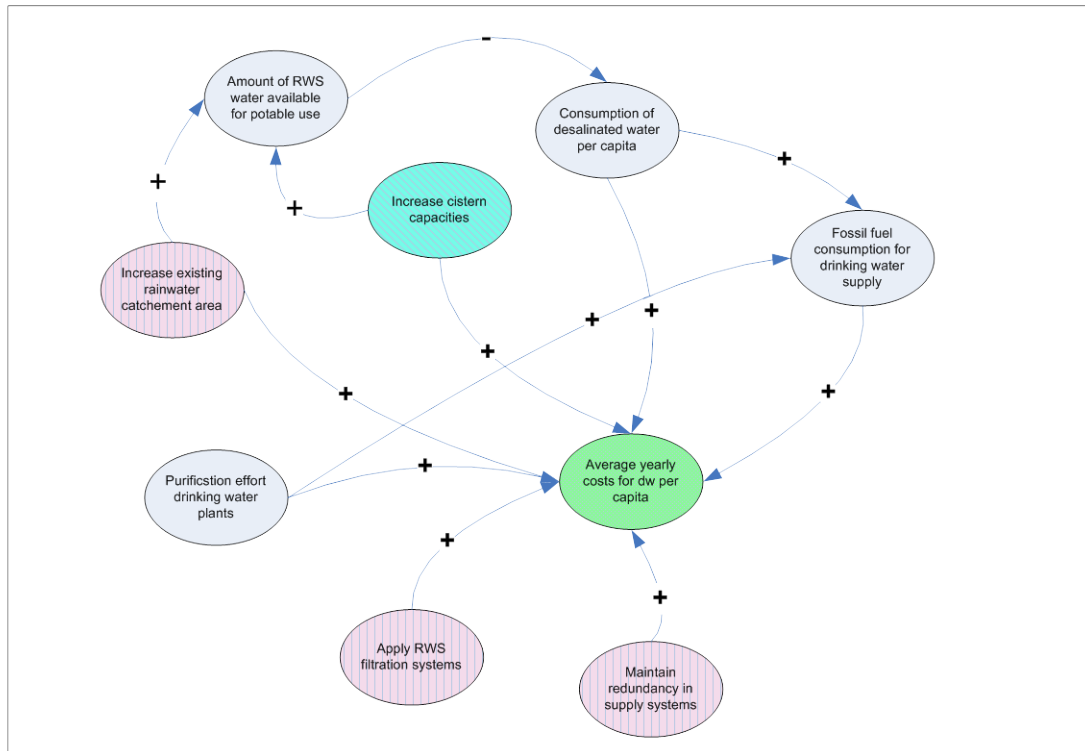 -
Amount of RWS
water available
for potable use
Consumption of
desalinated water
per capita
+
+
Increase cistern
capacities
+
Fossil fuel
consumption for
drinking water
supply
Increase existing
rainwater
catchement area
+
+
+
+
+
Average yearly
costs for dw per
capita
+
Purificstion effort
drinking water
plants
+
+
Apply RWS
filtration systems
Maintain
redundancy in
supply systems